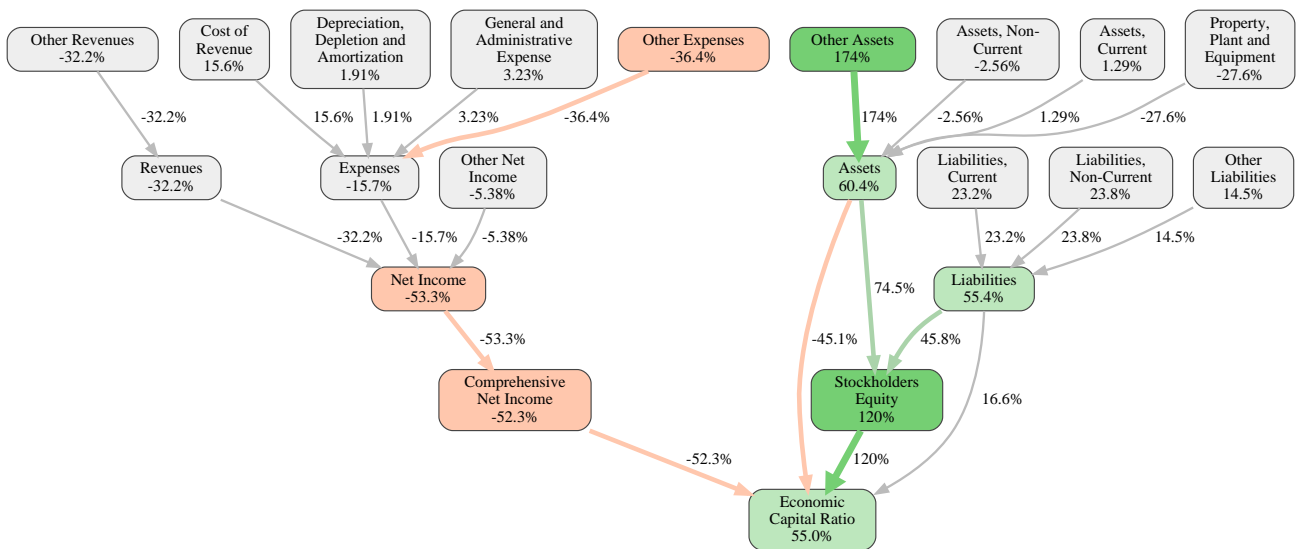 Other Revenues
-32.2%
Cost of
Revenue
15.6%
Depreciation,
Depletion and
Amortization
1.91%
General and
Administrative
Expense
3.23%
Other Expenses
-36.4%
Other Assets
174%
Assets, Non-
Current
-2.56%
Assets,
Current
1.29%
Property,
Plant and
Equipment
-27.6%
-32.2%
15.6%
1.91%
3.23%
-36.4%
174%
-2.56%
1.29%
-27.6%
Revenues
-32.2%
Expenses
-15.7%
Other Net
Income
-5.38%
Assets
60.4%
Liabilities,
Current
23.2%
Liabilities,
Non-Current
23.8%
Other
Liabilities
14.5%
-32.2%
-15.7%
-5.38%
23.2%
23.8%
14.5%
Net Income
-53.3%
74.5%
Liabilities
55.4%
-53.3%
-45.1%
45.8%
Comprehensive
Net Income
-52.3%
Stockholders
Equity
120%
16.6%
-52.3%
120%
Economic
Capital Ratio
55.0%